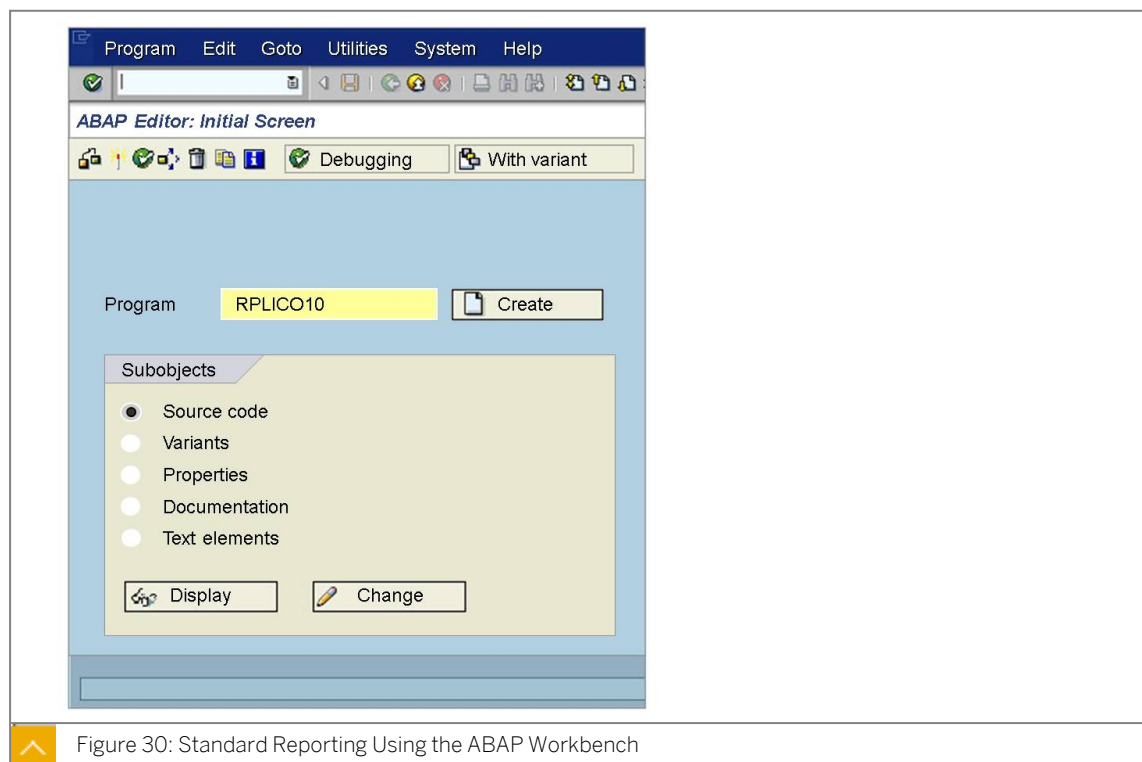 Program Edit Goto Utilities System Help
ABAP Editor: Initial Screen
Debugging With variant
Program RPLICO10 Create
Subobjects
Source code
Variants
Properties
Documentation
Text elements
Display Change
Figure 30: Standard Reporting Using the ABAP Workbench